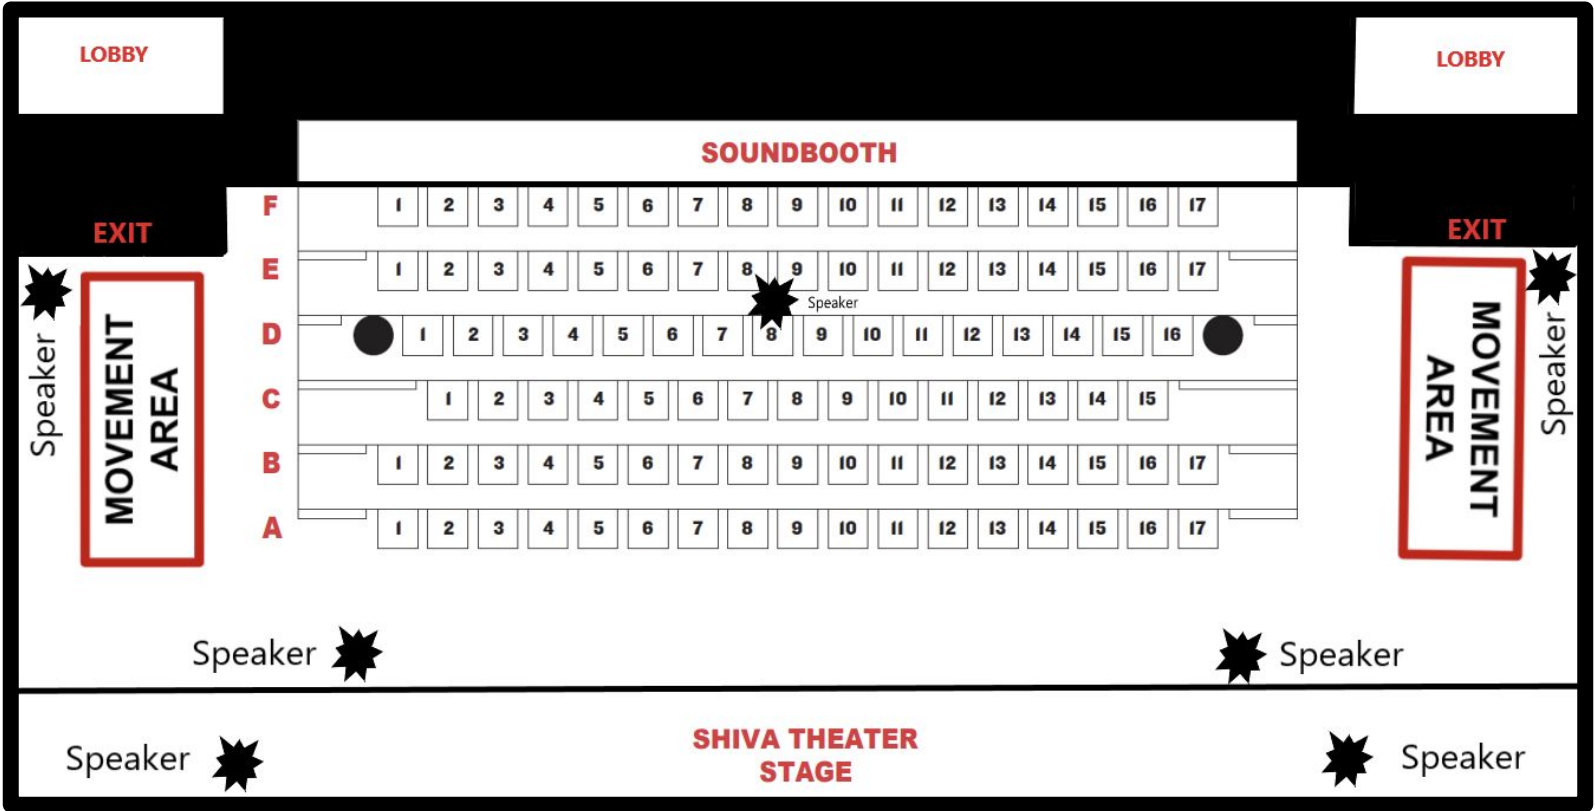 LOBBY
LOBBY
SOUNDBOOTH
F 1 2 3 4 5 6 7 8 9 10 11 12 13 14 15 16 17
EXIT
EXIT
E 1 2 3 4 5 6 7 8 9 10 11 12 13 14 15 16 17
Speaker
D 1 2 3 4 5 6 7 8 9 10 11 12 13 14 15 16
C 1 2 3 4 5 6 7 8 9 10 11 12 13 14 15
B 1 2 3 4 5 6 7 8 9 10 11 12 13 14 15 16 17
A 1 2 3 4 5 6 7 8 9 10 11 12 13 14 15 16 17
Speaker
MOVEMENT
AREA
MOVEMENT
AREA
Speaker
Speaker
Speaker
Speaker
SHIVA THEATER
STAGE
Speaker